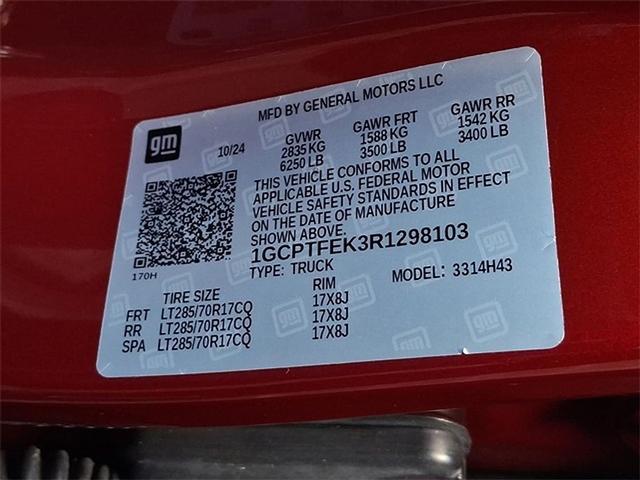 MFD BY GENERAL MOTORS LLC
gm
10/24
GVWR GAWR FRT GAWR RR
2835 KG 1588 KG 1542 KG
6250 LB 3500 LB 3400 LB
THIS VEHICLE CONFORMS TO ALL
APPLICABLE U.S. FEDERAL MOTOR
VEHICLE SAFETY STANDARDS IN EFFECT
ON THE DATE OF MANUFACTURE
SHOWN ABOVE.
1GCPTFEK3R1298103
170H
TYPE: TRUCK MODEL: 3314H43
TIRE SIZE RIM
FRT LT285/70R17CQ 17X8J
RR LT285/70R17CQ 17X8J
SPA LT285/70R17CQ 17X8J